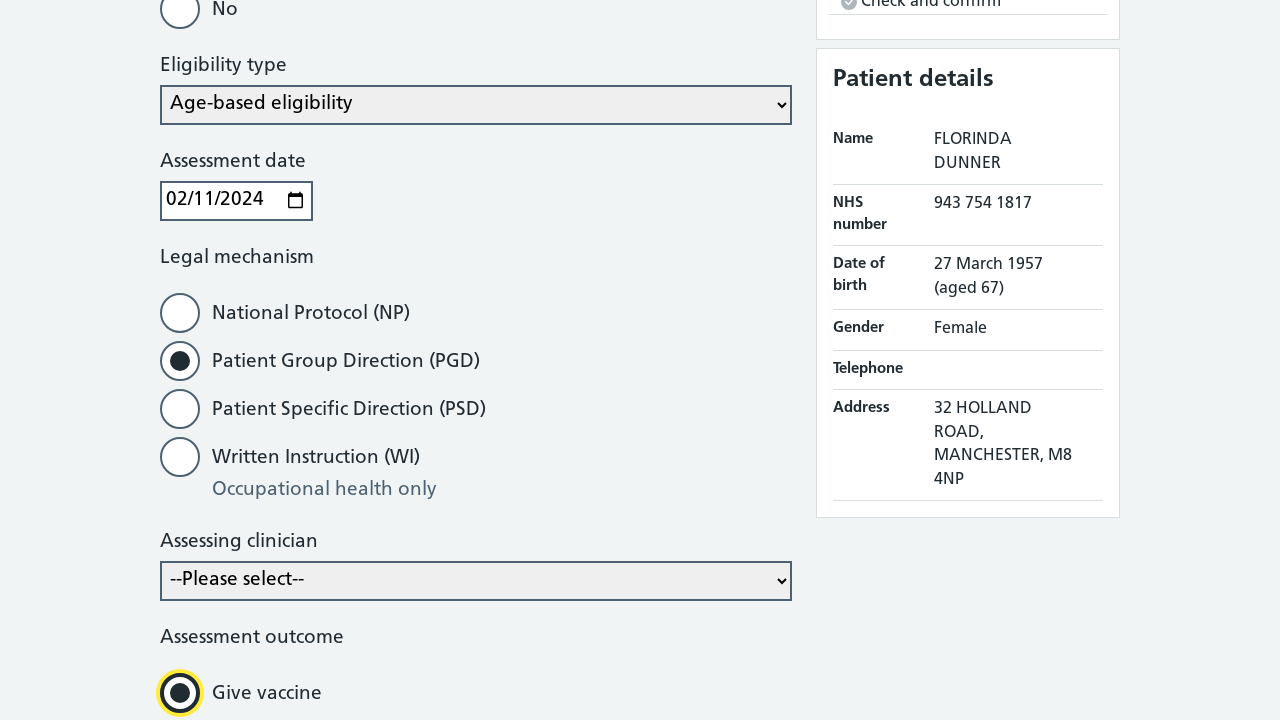 No
Eligibility type
Age-based eligibility
Assessment date
02/11/2024
Legal mechanism
National Protocol (NP)
Patient Group Direction (PGD)
Patient Specific Direction (PSD)
Written Instruction (WI)
Occupational health only
Assessing clinician
--Please select--
Assessment outcome
Give vaccine
Check and confirm
Patient details
Name FLORINDA
DUNNER
NHS 943 754 1817
number
Date of 27 March 1957
birth (aged 67)
Gender Female
Telephone
Address 32 HOLLAND
ROAD,
MANCHESTER, M8
4NP